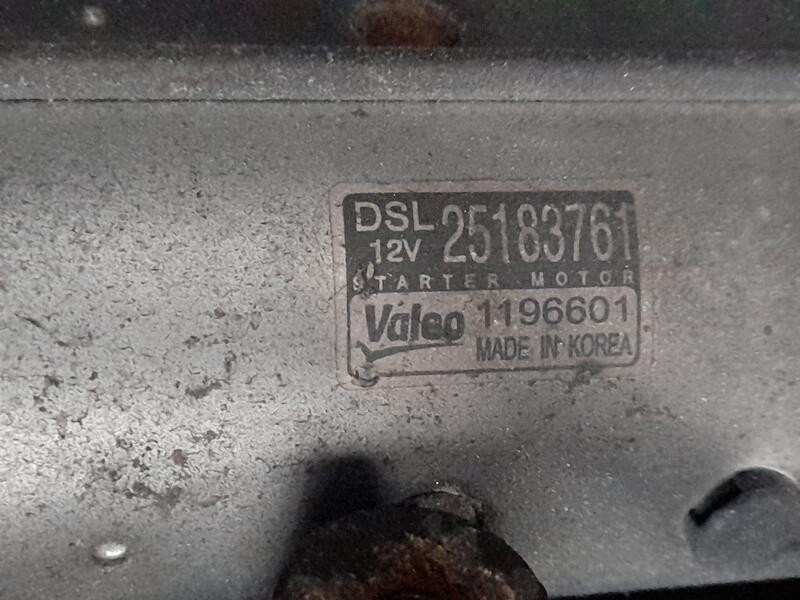 DSL 25183761
12V
STARTER MOTOR
Valeo 1196601
MADE IN KOREA